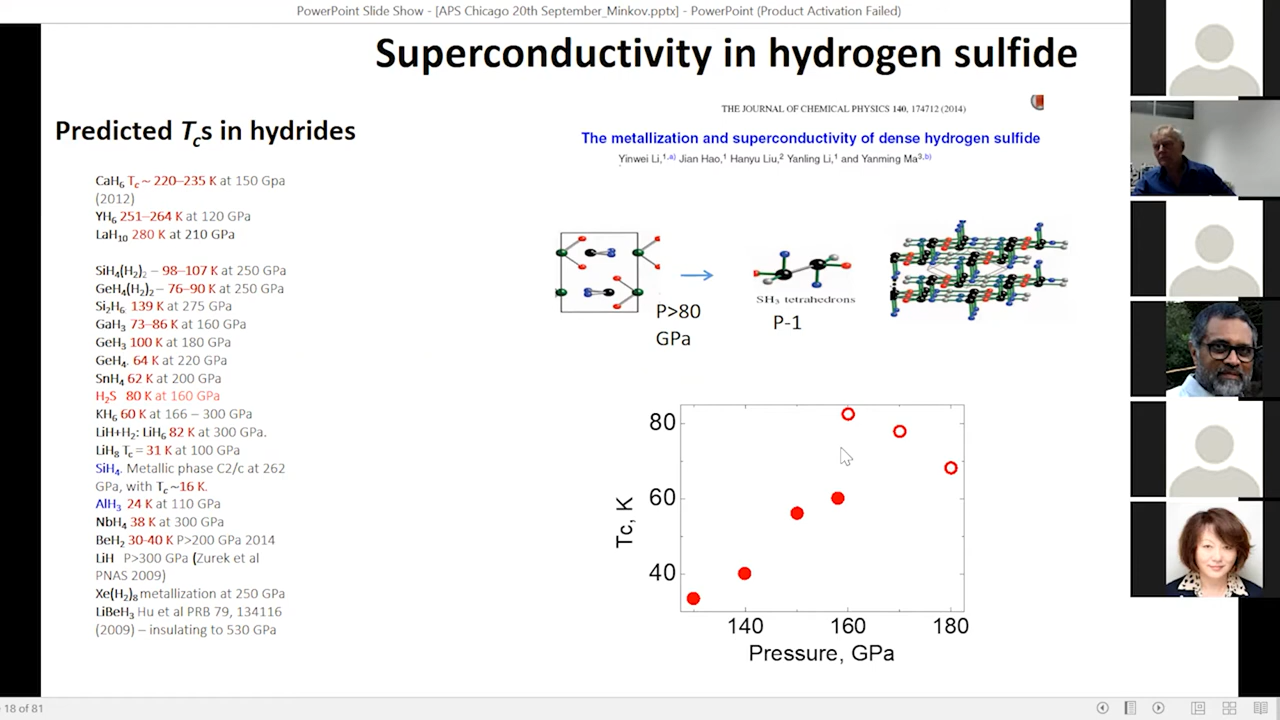 PowerPoint Slide Show - [APS Chicago 20th September_Minkov.pptx] - PowerPoint (Product Activation Failed)
Superconductivity in hydrogen sulfide
Predicted Tcs in hydrides
CaH6 Tc ~ 220–235 K at 150 Gpa
(2012)
YH6 251–264 K at 120 GPa
LaH10 280 K at 210 GPa
SiH4(H2)2 – 98–107 K at 250 GPa
GeH4(H2)2 – 76–90 K at 250 GPa
Si2H6 139 K at 275 GPa
GaH3 73–86 K at 160 GPa
GeH3 100 K at 180 GPa
GeH4. 64 K at 220 GPa
SnH4 62 K at 200 GPa
H2S 80 K at 160 GPa
KH6 60 K at 166 – 300 GPa
LiH+H2: LiH6 82 K at 300 GPa.
LiH8 Tc = 31 K at 100 GPa
SiH4. Metallic phase C2/c at 262
GPa, with Tc~16 K.
AlH3 24 K at 110 GPa
NbH4 38 K at 300 GPa
BeH2 30-40 K P>200 GPa 2014
LiH P>300 GPa (Zurek et al
PNAS 2009)
Xe(H2)8 metallization at 250 GPa
LiBeH3 Hu et al PRB 79, 134116
(2009) – insulating to 530 GPa
THE JOURNAL OF CHEMICAL PHYSICS 140, 174712 (2014)
The metallization and superconductivity of dense hydrogen sulfide
Yinwei Li,1,a) Jian Hao,1 Hanyu Liu,2 Yanling Li,1 and Yanming Ma3,b)
P>80
GPa
SH3 tetrahedrons
P-1
80
60
40
Tc, K
140 160 180
Pressure, GPa
18 of 81